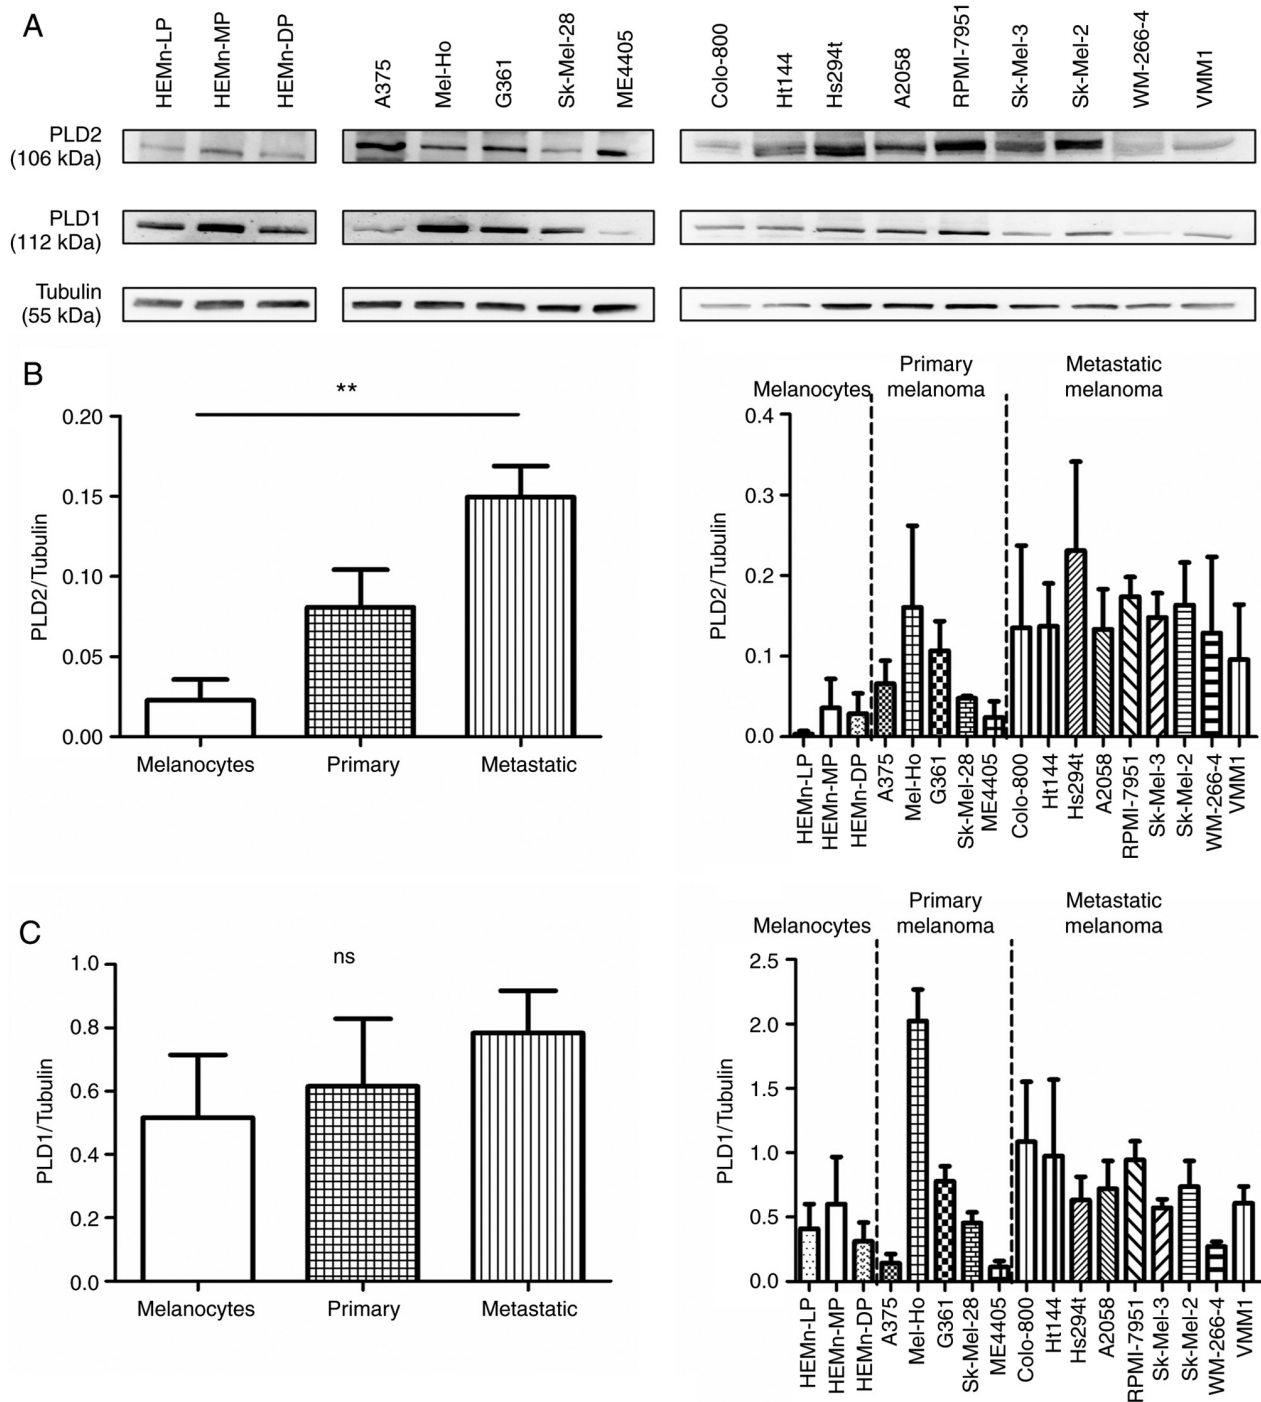 A
HEMn-LP
HEMn-MP
HEMn-DP
A375
Mel-Ho
G361
Sk-Mel-28
ME4405
Colo-800
Ht144
Hs294t
A2058
RPMI-7951
Sk-Mel-3
Sk-Mel-2
WM-266-4
VMM1
PLD2
(106 kDa)
PLD1
(112 kDa)
Tubulin
(55 kDa)
B
**
PLD2/Tubulin
0.20
0.15
0.10
0.05
0.00
Melanocytes
Primary
Metastatic
Melanocytes
Primary
melanoma
Metastatic
melanoma
PLD2/Tubulin
0.4
0.3
0.2
0.1
0.0
HEMn-LP
HEMn-MP
HEMn-DP
A375
Mel-Ho
G361
Sk-Mel-28
ME4405
Colo-800
Ht144
Hs294t
A2058
RPMI-7951
Sk-Mel-3
Sk-Mel-2
WM-266-4
VMM1
C
ns
PLD1/Tubulin
1.0
0.8
0.6
0.4
0.2
0.0
Melanocytes
Primary
Metastatic
Melanocytes
Primary
melanoma
Metastatic
melanoma
PLD1/Tubulin
2.5
2.0
1.5
1.0
0.5
0.0
HEMn-LP
HEMn-MP
HEMn-DP
A375
Mel-Ho
G361
Sk-Mel-28
ME4405
Colo-800
Ht144
Hs294t
A2058
RPMI-7951
Sk-Mel-3
Sk-Mel-2
WM-266-4
VMM1